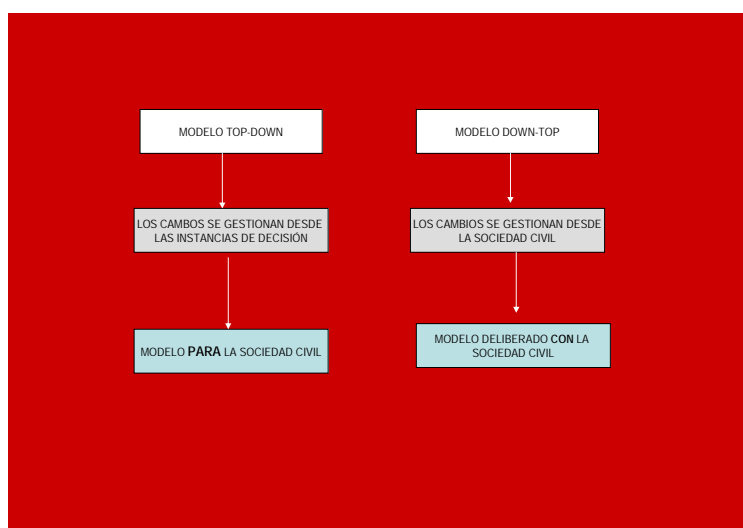 MODELO TOP-DOWN
LOS CAMBOS SE GESTIONAN DESDE
LAS INSTANCIAS DE DECISIÓN
MODELO PARA LA SOCIEDAD CIVIL
MODELO DOWN-TOP
LOS CAMBIOS SE GESTIONAN DESDE
LA SOCIEDAD CIVIL
MODELO DELIBERADO CON LA
SOCIEDAD CIVIL